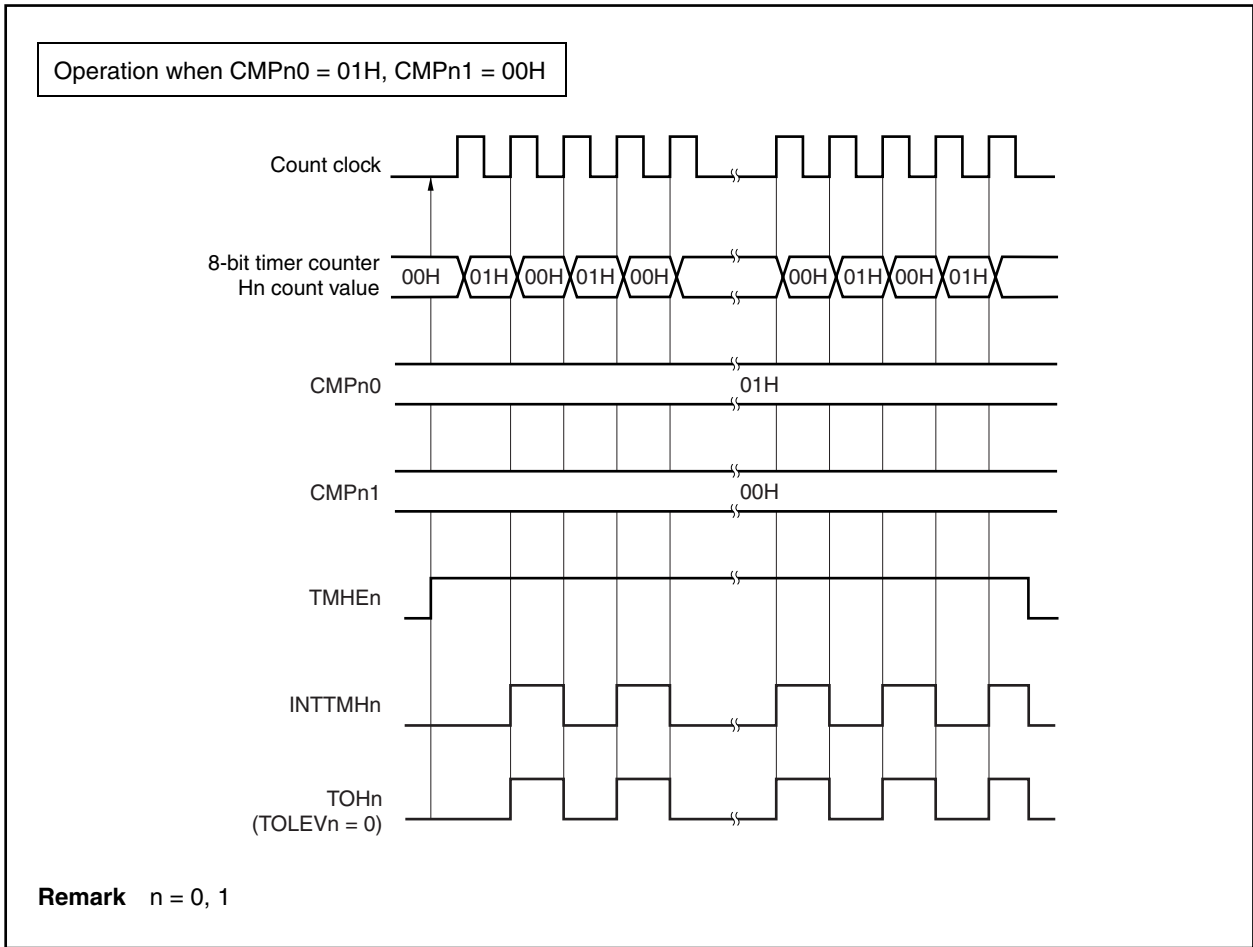 Operation when CMPn0 = 01H, CMPn1 = 00H
Count clock
8-bit timer counter
Hn count value
00H 01H 00H 01H 00H 00H 01H 00H 01H
CMPn0
01H
CMPn1
00H
TMHEn
INTTMHn
TOHn
(TOLEVn = 0)
Remark n = 0, 1